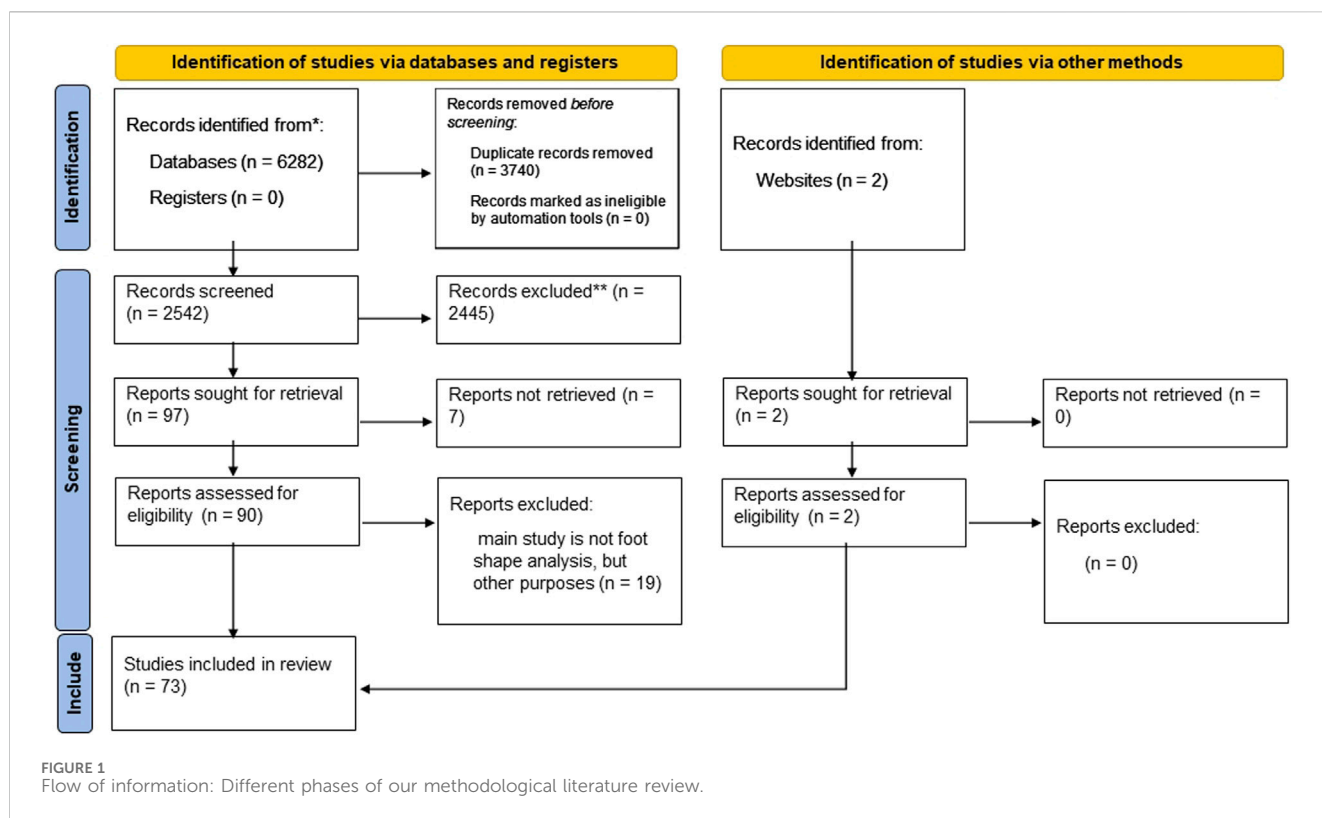 Identification of studies via databases and registers
Identification of studies via other methods
Identification
Records identified from*:
Databases (n = 6282)
Registers (n = 0)
Records removed before
screening:
Duplicate records removed
(n = 3740)
Records marked as ineligible
by automation tools (n = 0)
Records identified from:
Websites (n = 2)
Screening
Records screened
(n = 2542)
Records excluded** (n =
2445)
Reports sought for retrieval
(n = 97)
Reports not retrieved (n =
7)
Reports sought for retrieval
(n = 2)
Reports not retrieved (n =
0)
Reports assessed for
eligibility (n = 90)
Reports excluded:
main study is not foot
shape analysis, but
other purposes (n = 19)
Reports assessed for
eligibility (n = 2)
Reports excluded:
(n = 0)
Include
Studies included in review
(n = 73)
FIGURE 1
Flow of information: Different phases of our methodological literature review.